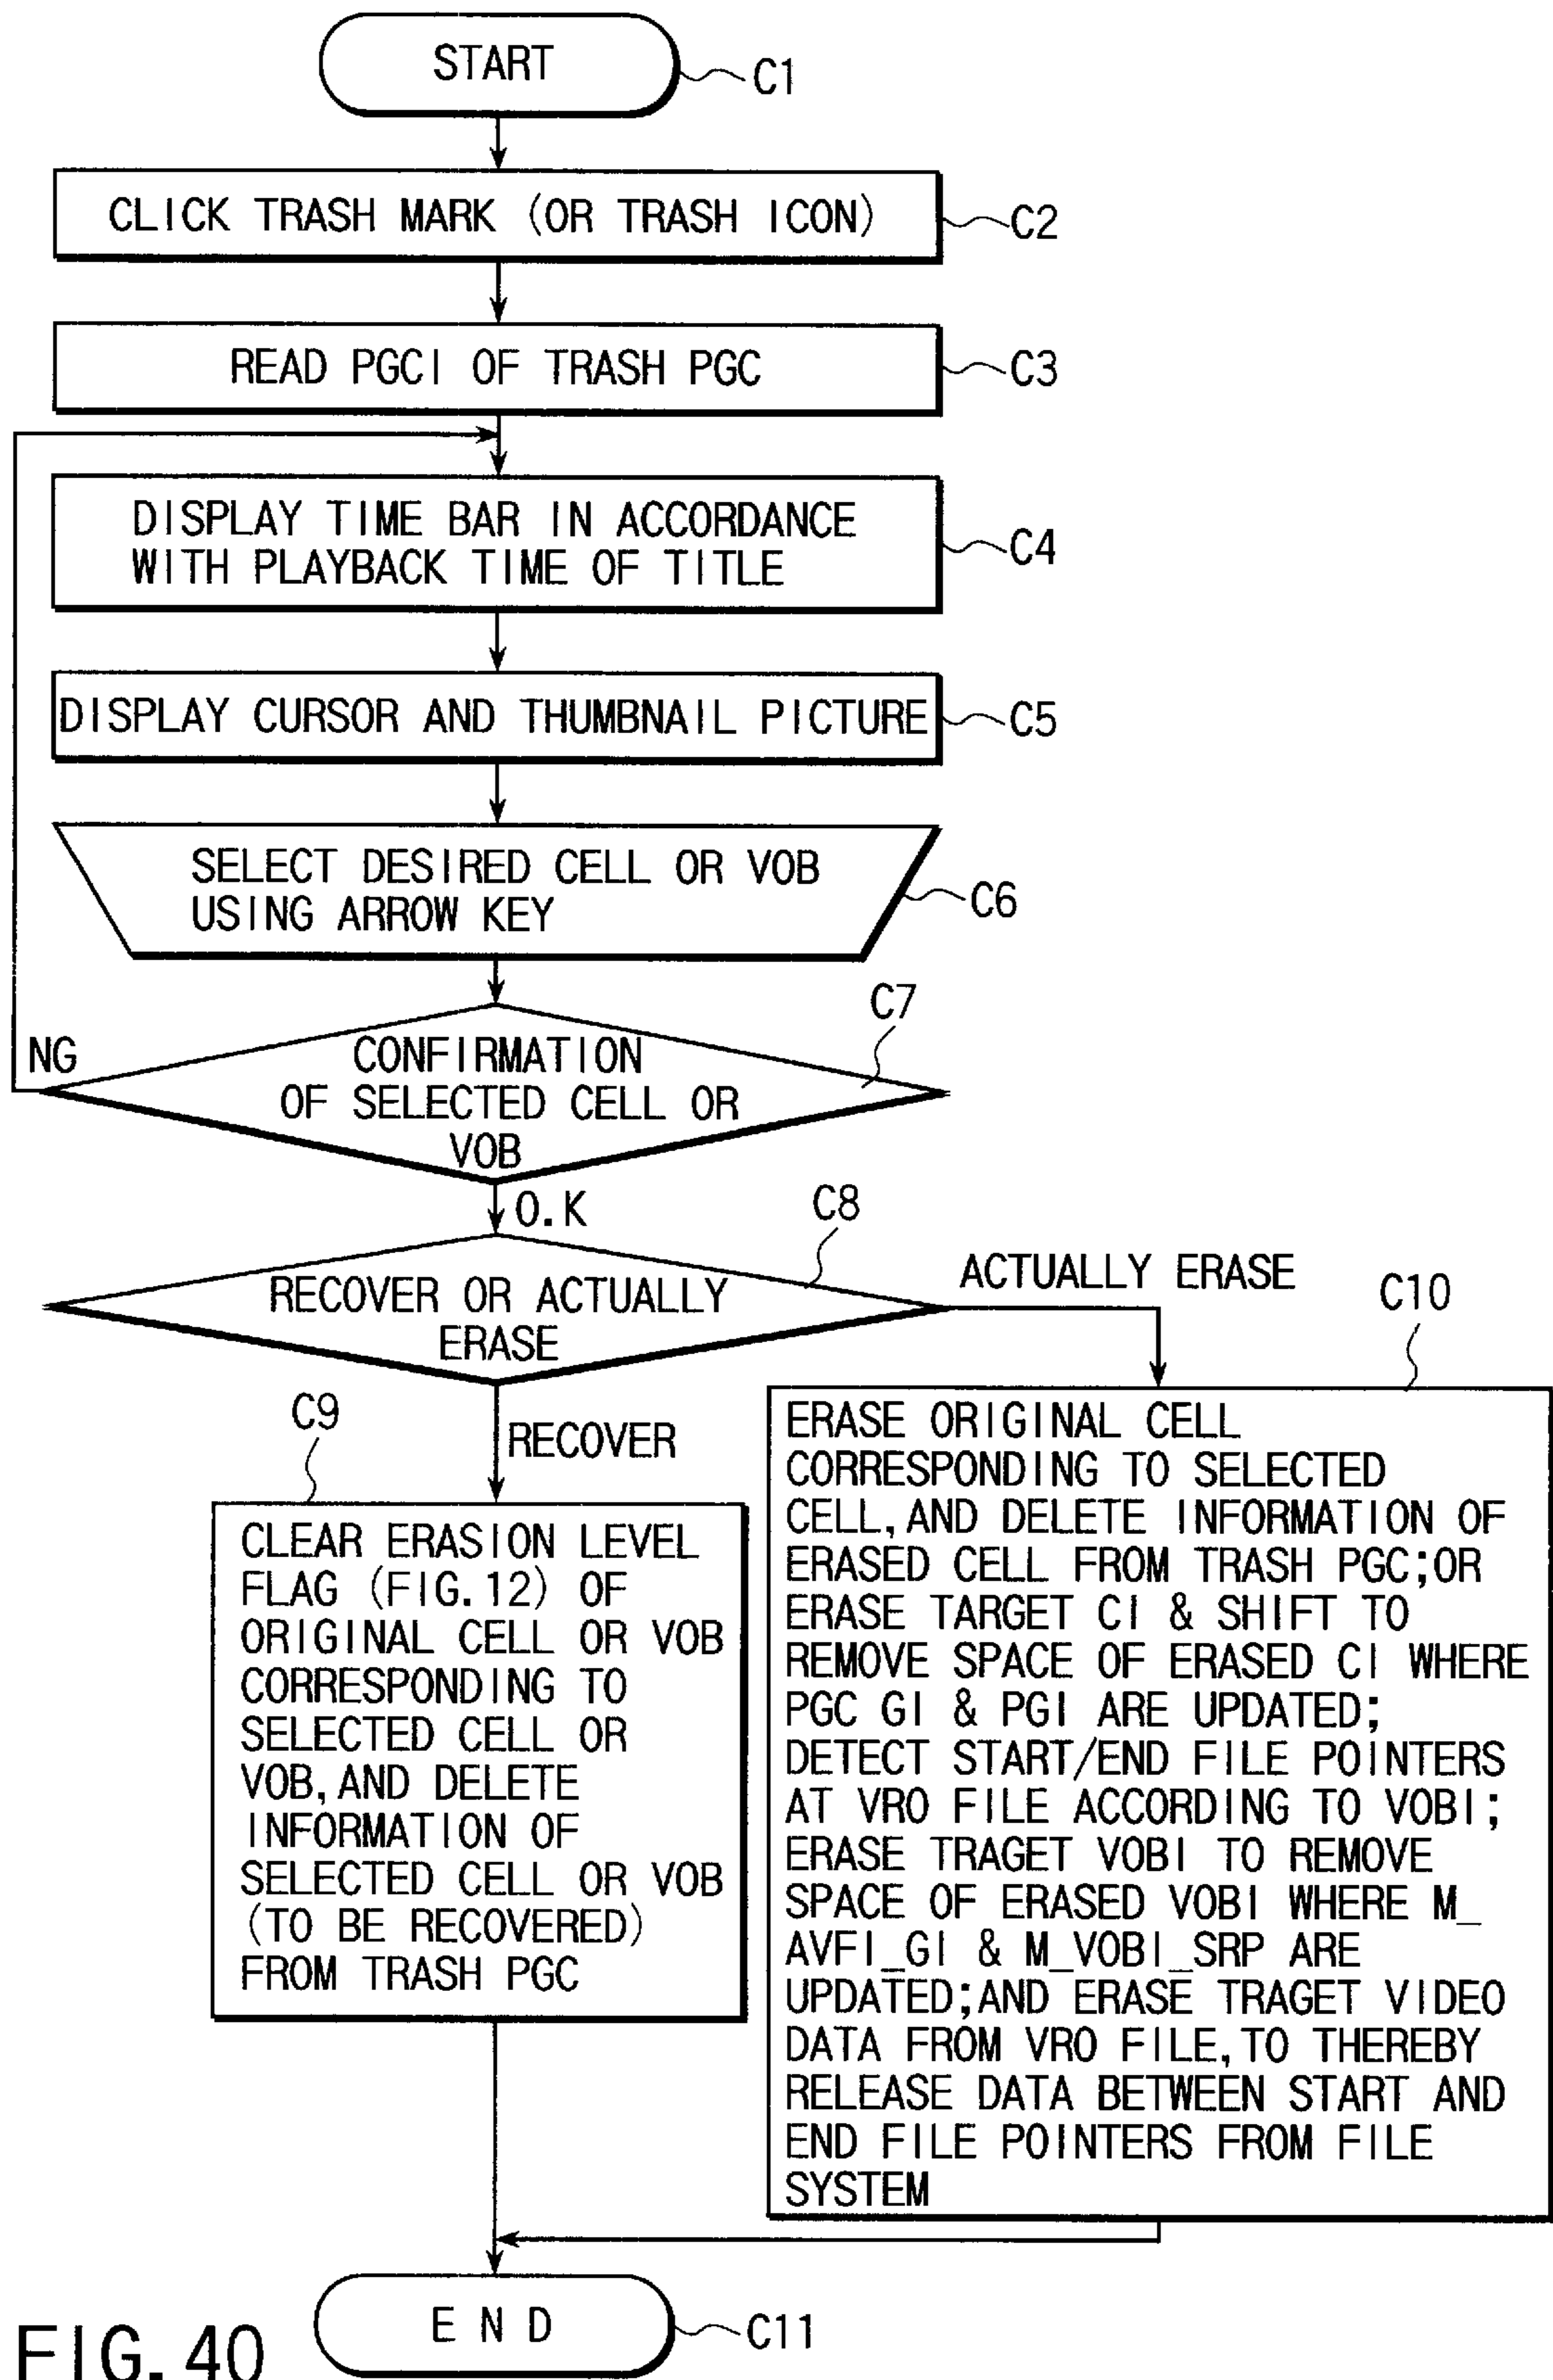 START
C1
CLICK TRASH MARK (OR TRASH ICON)
C2
READ PGCI OF TRASH PGC
C3
DISPLAY TIME BAR IN ACCORDANCE
WITH PLAYBACK TIME OF TITLE
C4
DISPLAY CURSOR AND THUMBNAIL PICTURE
C5
SELECT DESIRED CELL OR VOB
USING ARROW KEY
C6
C7
NG
CONFIRMATION
OF SELECTED CELL OR
VOB
O.K
C8
RECOVER OR ACTUALLY
ERASE
ACTUALLY ERASE
C10
C9
RECOVER
CLEAR ERASION LEVEL
FLAG (FIG.12) OF
ORIGINAL CELL OR VOB
CORRESPONDING TO
SELECTED CELL OR
VOB,AND DELETE
INFORMATION OF
SELECTED CELL OR VOB
(TO BE RECOVERED)
FROM TRASH PGC
ERASE ORIGINAL CELL
CORRESPONDING TO SELECTED
CELL,AND DELETE INFORMATION OF
ERASED CELL FROM TRASH PGC;OR
ERASE TARGET CI & SHIFT TO
REMOVE SPACE OF ERASED CI WHERE
PGC GI & PGI ARE UPDATED;
DETECT START/END FILE POINTERS
AT VRO FILE ACCORDING TO VOBI;
ERASE TRAGET VOBI TO REMOVE
SPACE OF ERASED VOBI WHERE M_
AVFI_GI & M_VOBI_SRP ARE
UPDATED;AND ERASE TRAGET VIDEO
DATA FROM VRO FILE,TO THEREBY
RELEASE DATA BETWEEN START AND
END FILE POINTERS FROM FILE
SYSTEM
END
C11
FIG.40